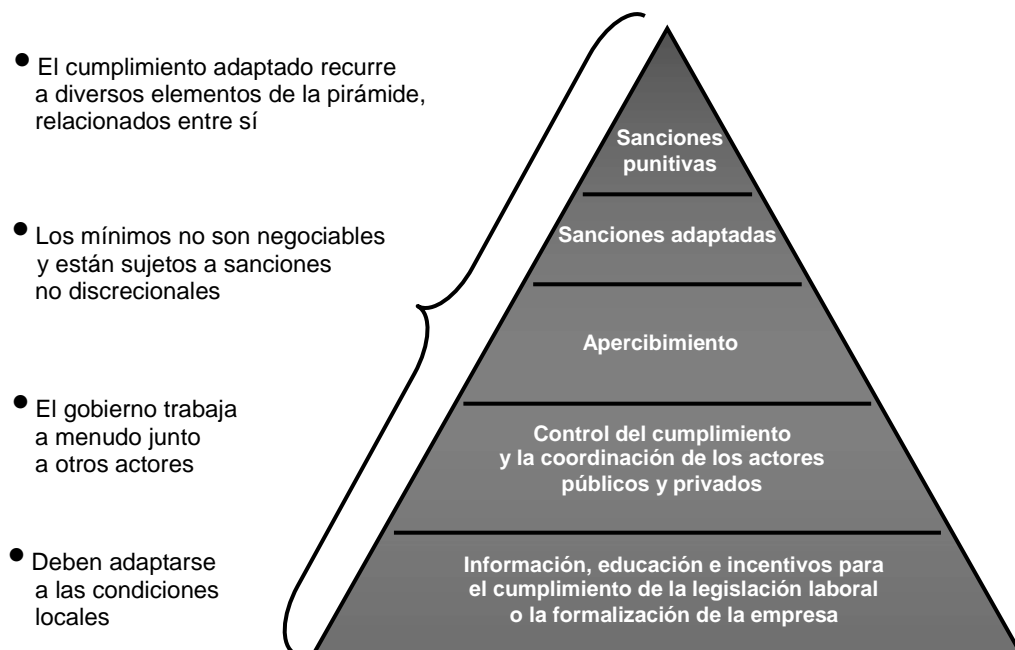 • El cumplimiento adaptado recurre
a diversos elementos de la pirámide,
relacionados entre sí
• Los mínimos no son negociables
y están sujetos a sanciones
no discrecionales
• El gobierno trabaja
a menudo junto
a otros actores
• Deben adaptarse
a las condiciones
locales
Sanciones
punitivas
Sanciones adaptadas
Apercibimiento
Control del cumplimiento
y la coordinación de los actores
públicos y privados
Información, educación e incentivos para
el cumplimiento de la legislación laboral
o la formalización de la empresa